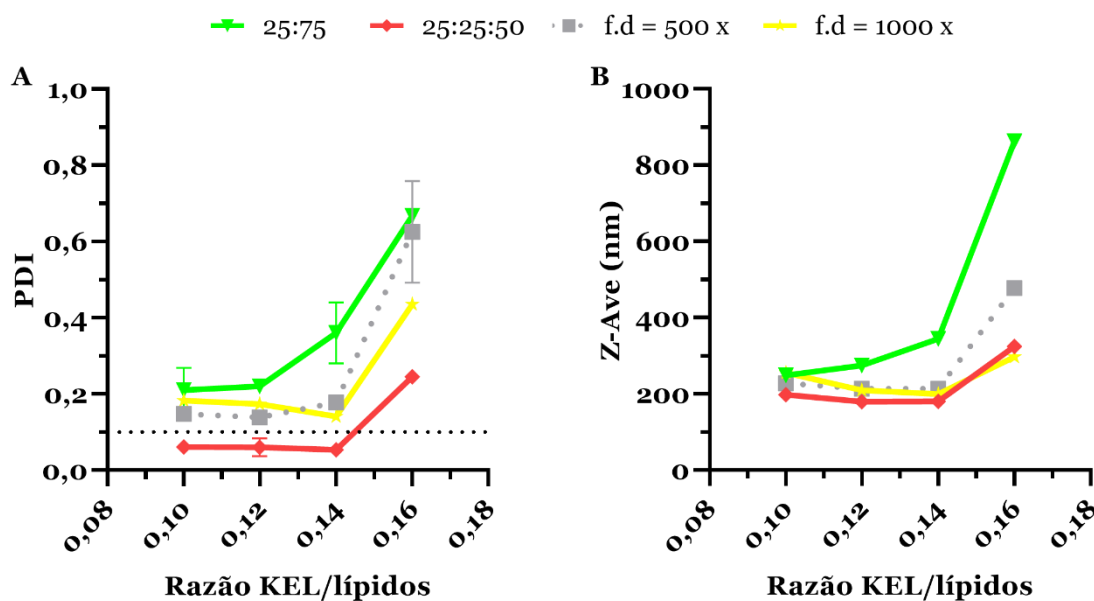 25:75 25:25:50 f.d = 500 x f.d = 1000 x
A
1,0
0,8
0,6
0,4
0,2
0,0
PDI
0,08 0,10 0,12 0,14 0,16 0,18
Razão KEL/lípidos
B
1000
800
600
400
200
0
Z-Ave (nm)
0,08 0,10 0,12 0,14 0,16 0,18
Razão KEL/lípidos